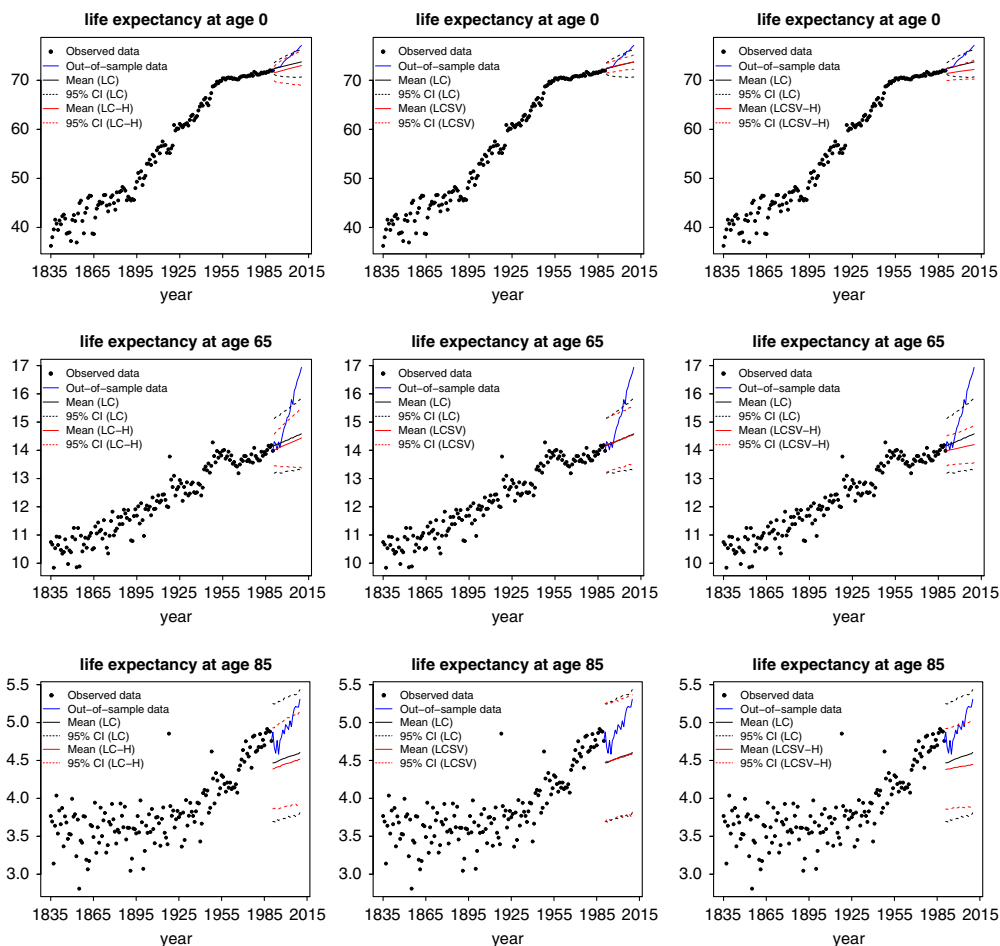 life expectancy at age 0
70
60
50
40
Observed data
Out−of−sample data
Mean (LC)
95% CI (LC)
Mean (LC−H)
95% CI (LC−H)
1835 1865 1895 1925 1955 1985 2015
year
life expectancy at age 0
70
60
50
40
Observed data
Out−of−sample data
Mean (LC)
95% CI (LC)
Mean (LCSV)
95% CI (LCSV)
1835 1865 1895 1925 1955 1985 2015
year
life expectancy at age 0
70
60
50
40
Observed data
Out−of−sample data
Mean (LC)
95% CI (LC)
Mean (LCSV−H)
95% CI (LCSV−H)
1835 1865 1895 1925 1955 1985 2015
year
life expectancy at age 65
17
16
15
14
13
12
11
10
Observed data
Out−of−sample data
Mean (LC)
95% CI (LC)
Mean (LC−H)
95% CI (LC−H)
1835 1865 1895 1925 1955 1985 2015
year
life expectancy at age 65
17
16
15
14
13
12
11
10
Observed data
Out−of−sample data
Mean (LC)
95% CI (LC)
Mean (LCSV)
95% CI (LCSV)
1835 1865 1895 1925 1955 1985 2015
year
life expectancy at age 65
17
16
15
14
13
12
11
10
Observed data
Out−of−sample data
Mean (LC)
95% CI (LC)
Mean (LCSV−H)
95% CI (LCSV−H)
1835 1865 1895 1925 1955 1985 2015
year
life expectancy at age 85
5.5
5.0
4.5
4.0
3.5
3.0
Observed data
Out−of−sample data
Mean (LC)
95% CI (LC)
Mean (LC−H)
95% CI (LC−H)
1835 1865 1895 1925 1955 1985 2015
year
life expectancy at age 85
5.5
5.0
4.5
4.0
3.5
3.0
Observed data
Out−of−sample data
Mean (LC)
95% CI (LC)
Mean (LCSV)
95% CI (LCSV)
1835 1865 1895 1925 1955 1985 2015
year
life expectancy at age 85
5.5
5.0
4.5
4.0
3.5
3.0
Observed data
Out−of−sample data
Mean (LC)
95% CI (LC)
Mean (LCSV−H)
95% CI (LCSV−H)
1835 1865 1895 1925 1955 1985 2015
year